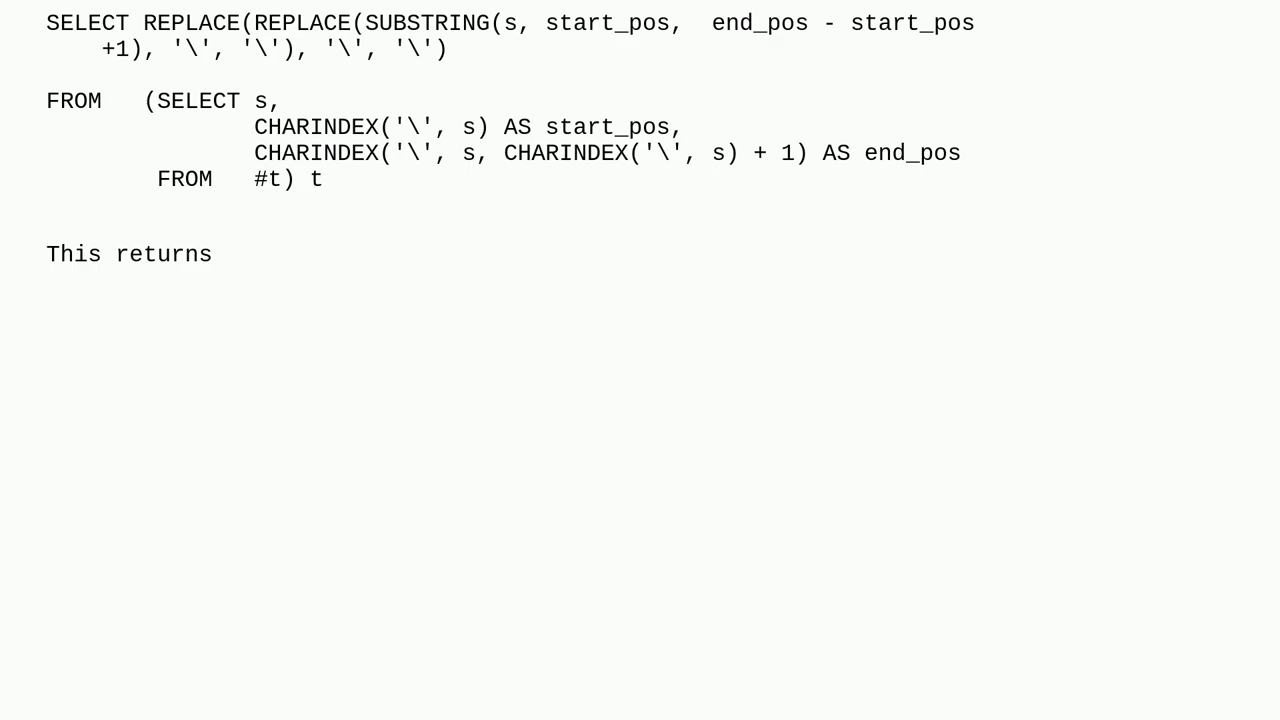 SELECT REPLACE(REPLACE(SUBSTRING(s, start_pos,  end_pos - start_pos
    +1), '\', '\'), '\', '\')
FROM   (SELECT s,
               CHARINDEX('\', s) AS start_pos,
               CHARINDEX('\', s, CHARINDEX('\', s) + 1) AS end_pos
        FROM   #t) t
This returns